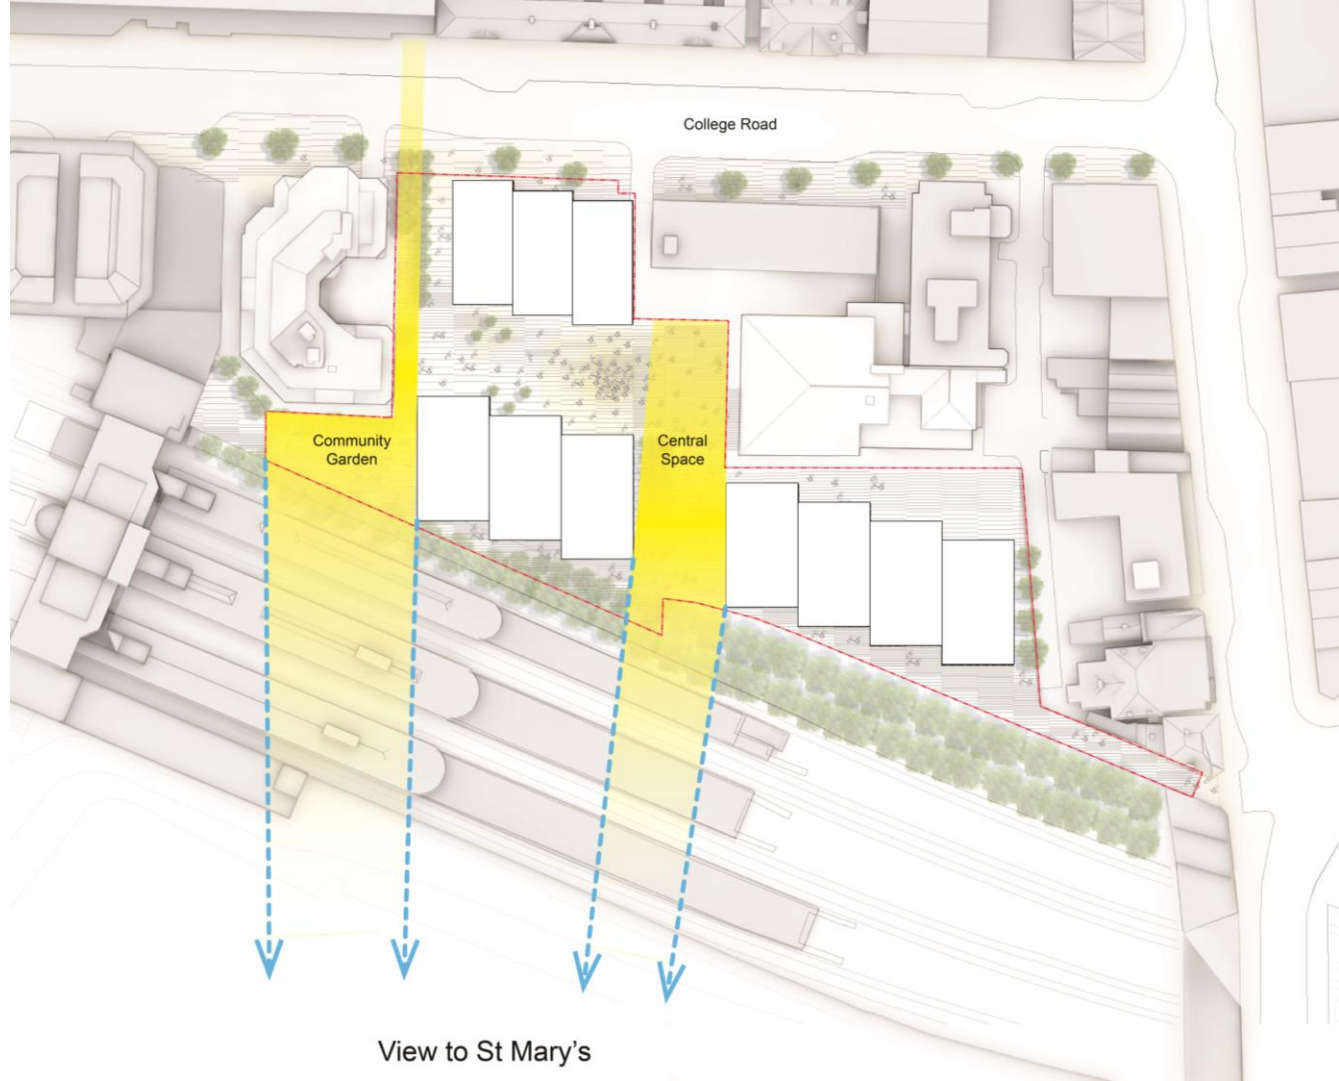 College Road
Community
Garden
Central
Space
View to St Mary's